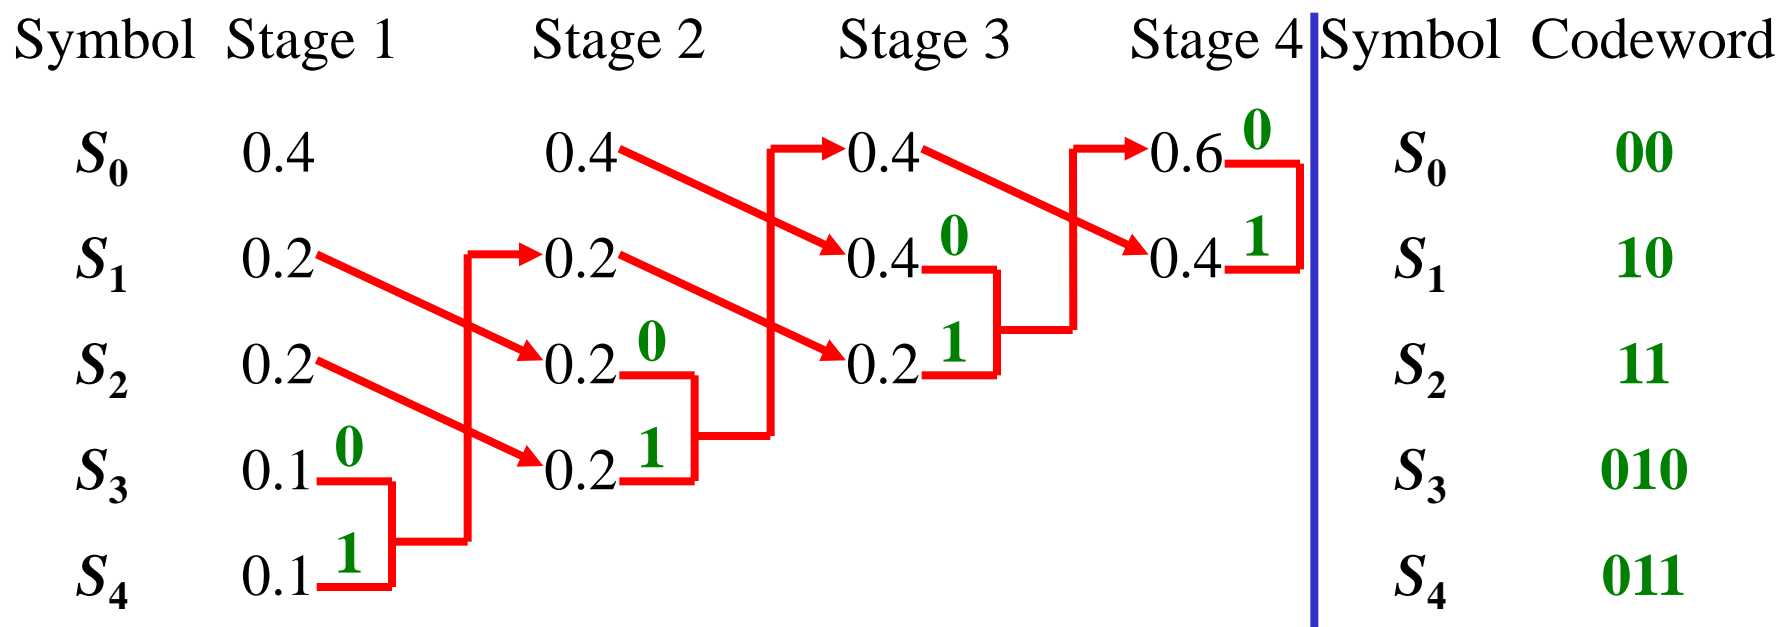 Symbol Stage 1 Stage 2 Stage 3 Stage 4 Symbol Codeword
S0 0.4 0.4 0.4 0.6 0 S0 00
S1 0.2 0.2 0.4 0 0.4 1 S1 10
S2 0.2 0.2 0 0.2 1 S2 11
S3 0.1 0 0.2 1 S3 010
S4 0.1 1 S4 011